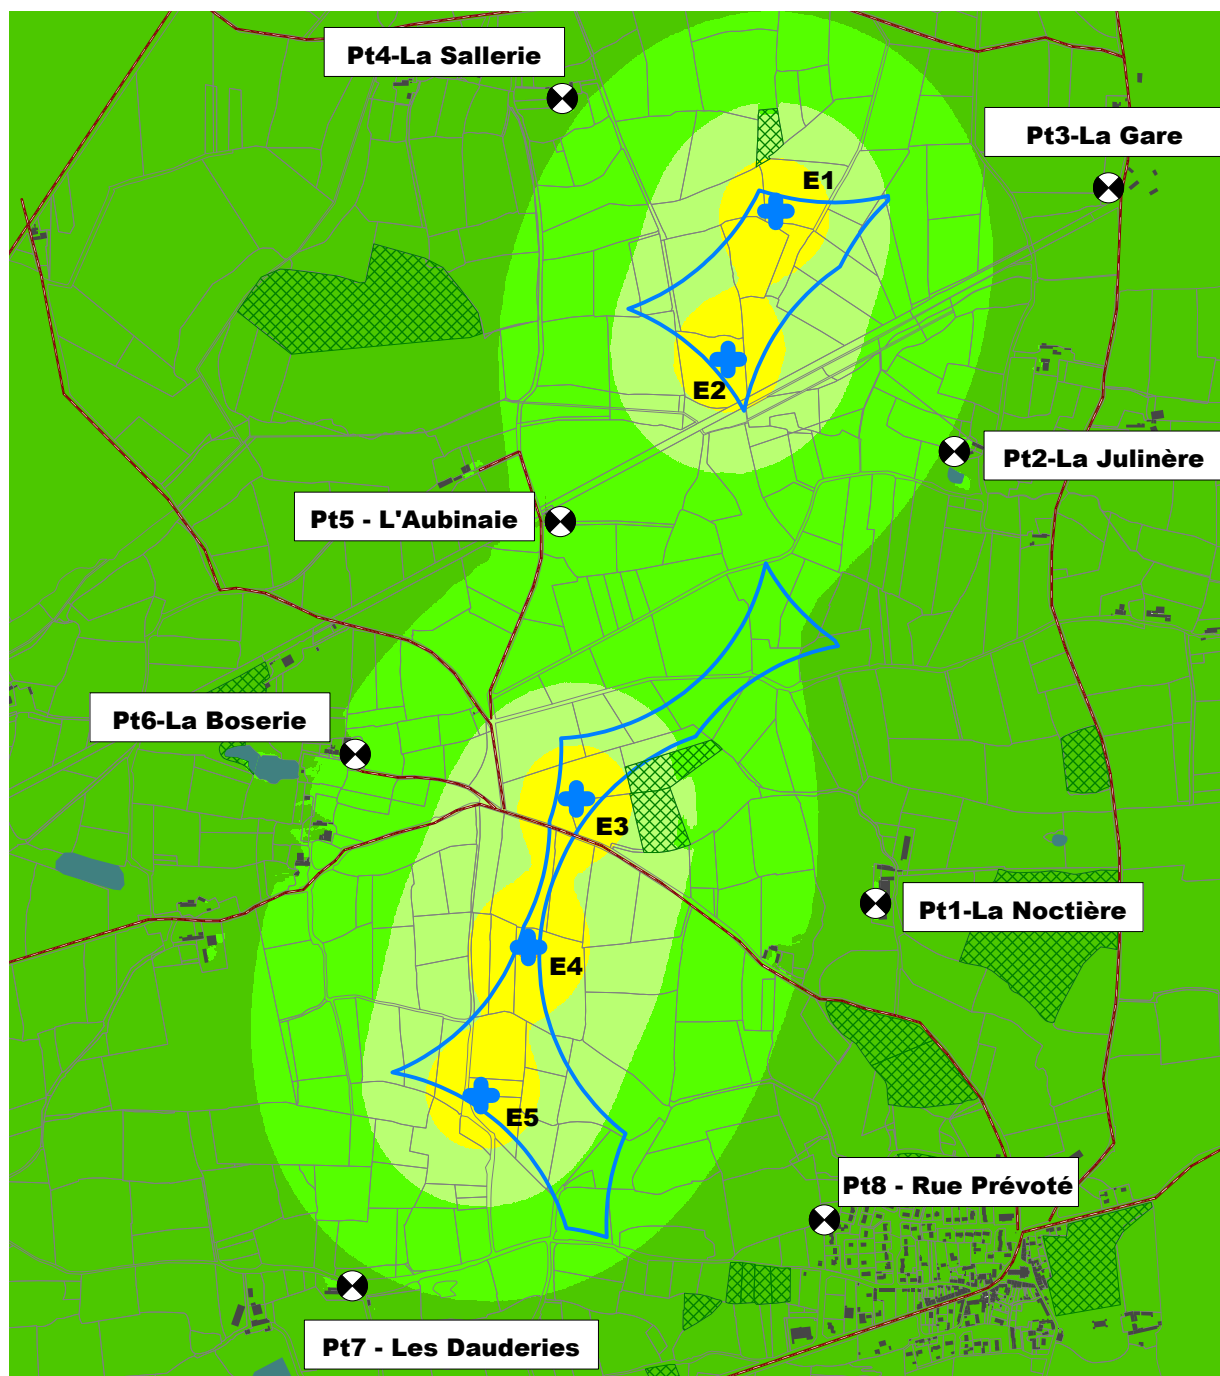 Pt4-La Sallerie
Pt3-La Gare
E1
E2
Pt2-La Julinère
Pt5 - L'Aubinaie
Pt6-La Boserie
E3
Pt1-La Noctière
E4
E5
Pt8 - Rue Prévoté
Pt7 - Les Dauderies